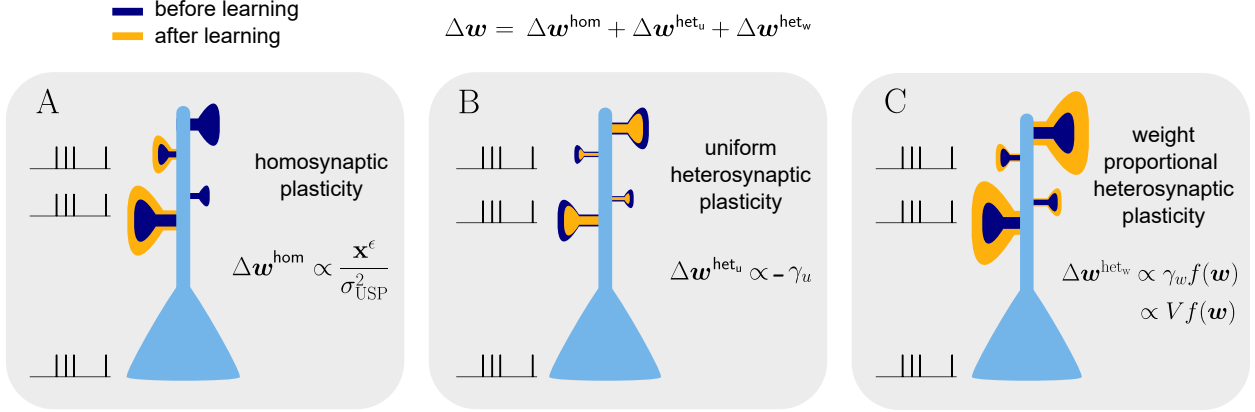 before learning
after learning
Δw = Δw^hom + Δw^het_u + Δw^het_w
A
homosynaptic
plasticity
Δw^hom ∝ x^ϵ / σ²_USP
B
uniform
heterosynaptic
plasticity
Δw^het_u ∝ - γ_u
C
weight
proportional
heterosynaptic
plasticity
Δw^het_w ∝ γ_w f(w)
∝ V f(w)